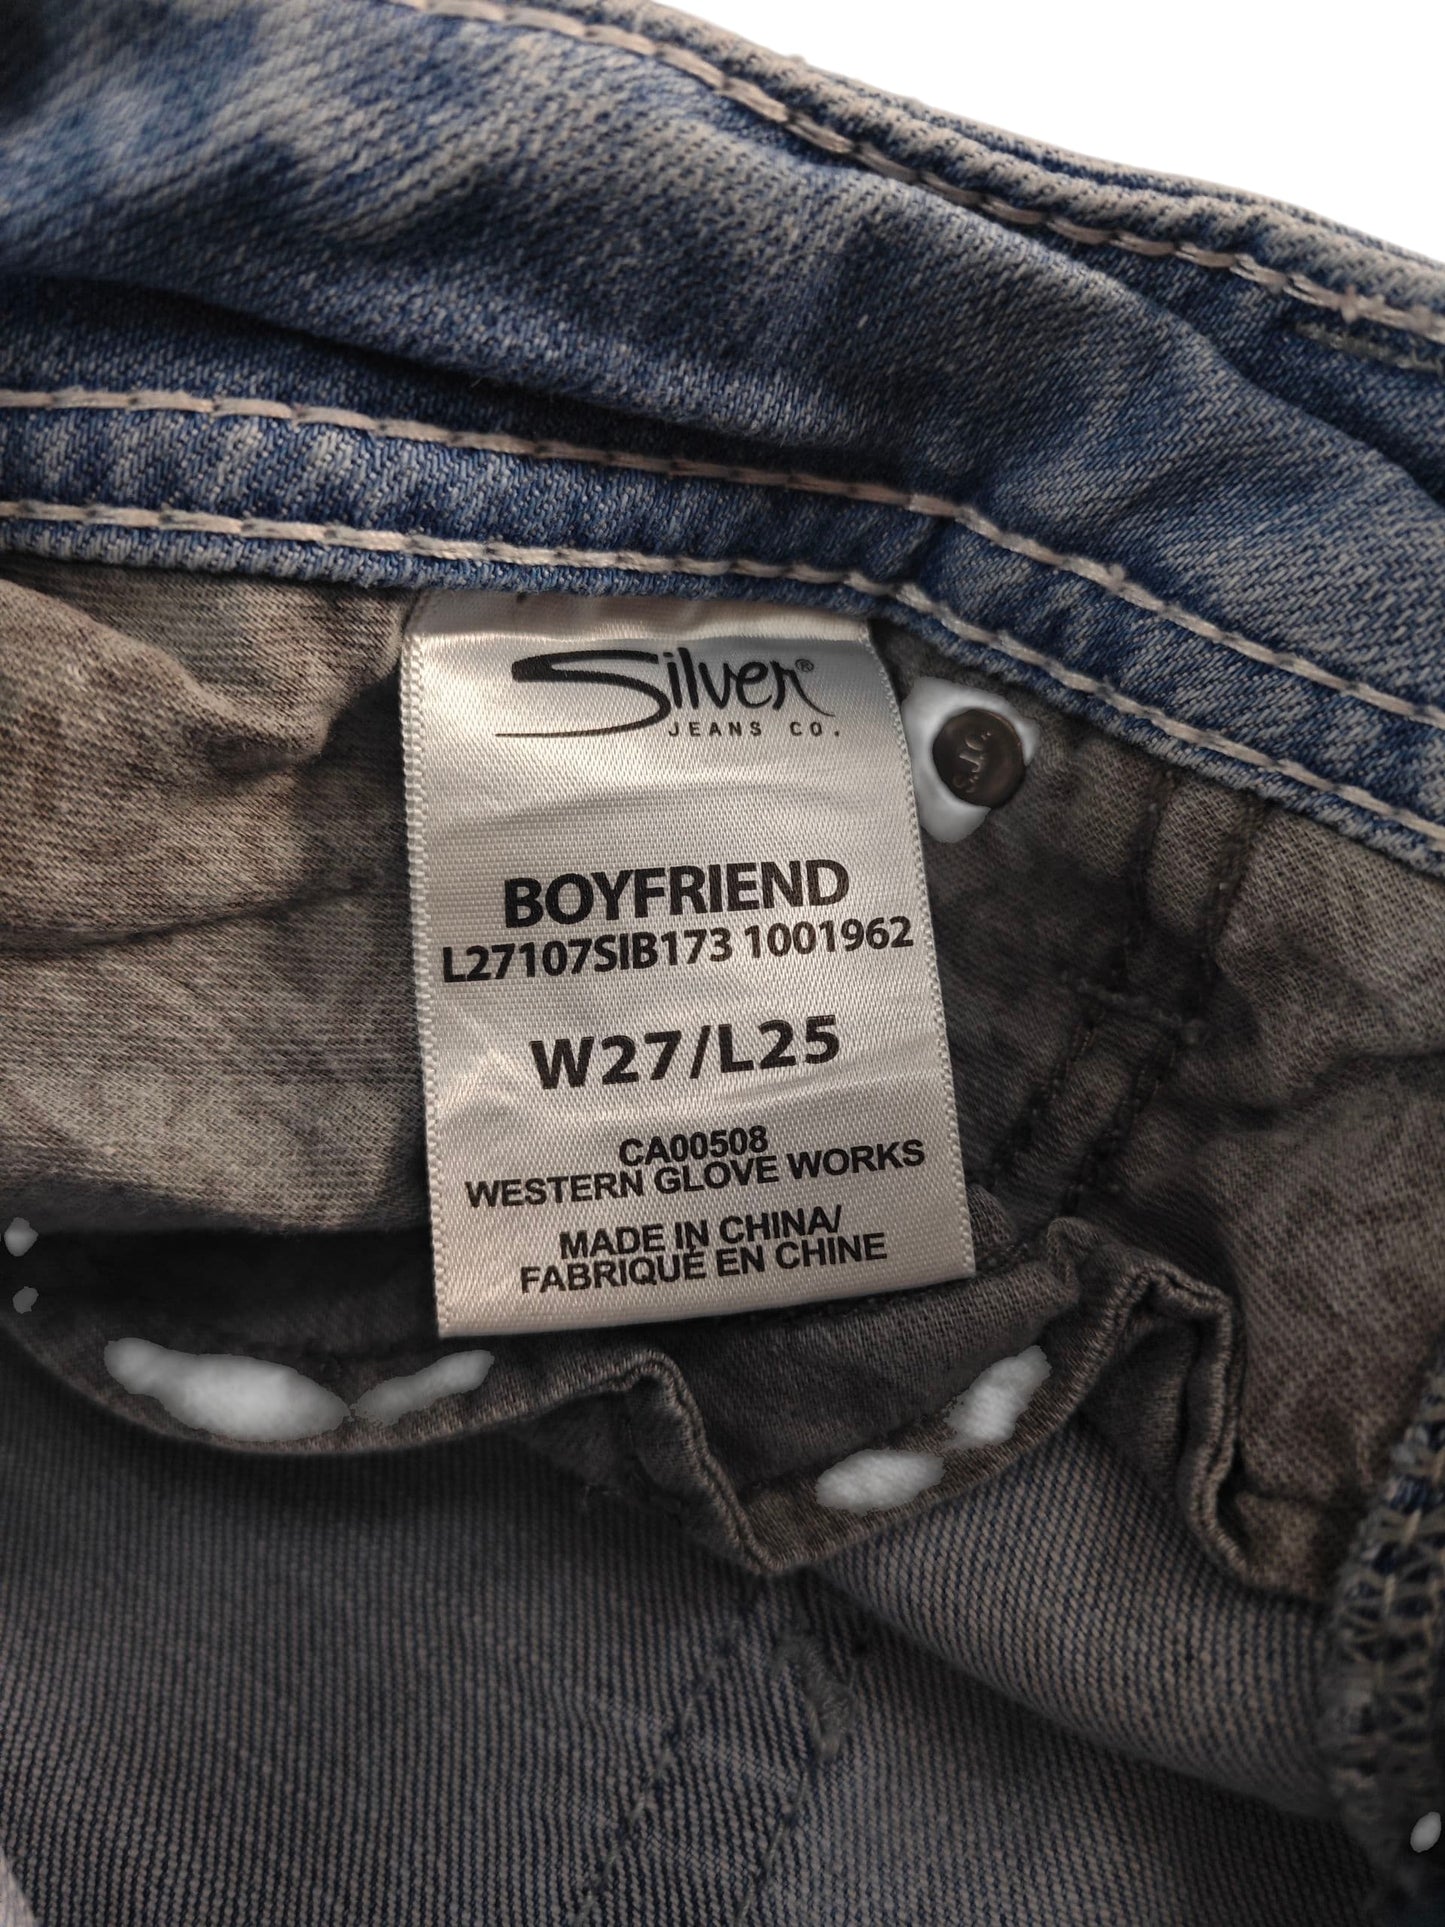 Silver®
JEANS CO.
S.J.C.
BOYFRIEND
L27107SIB173 1001962
W27/L25
CA00508
WESTERN GLOVE WORKS
MADE IN CHINA/
FABRIQUÉ EN CHINE